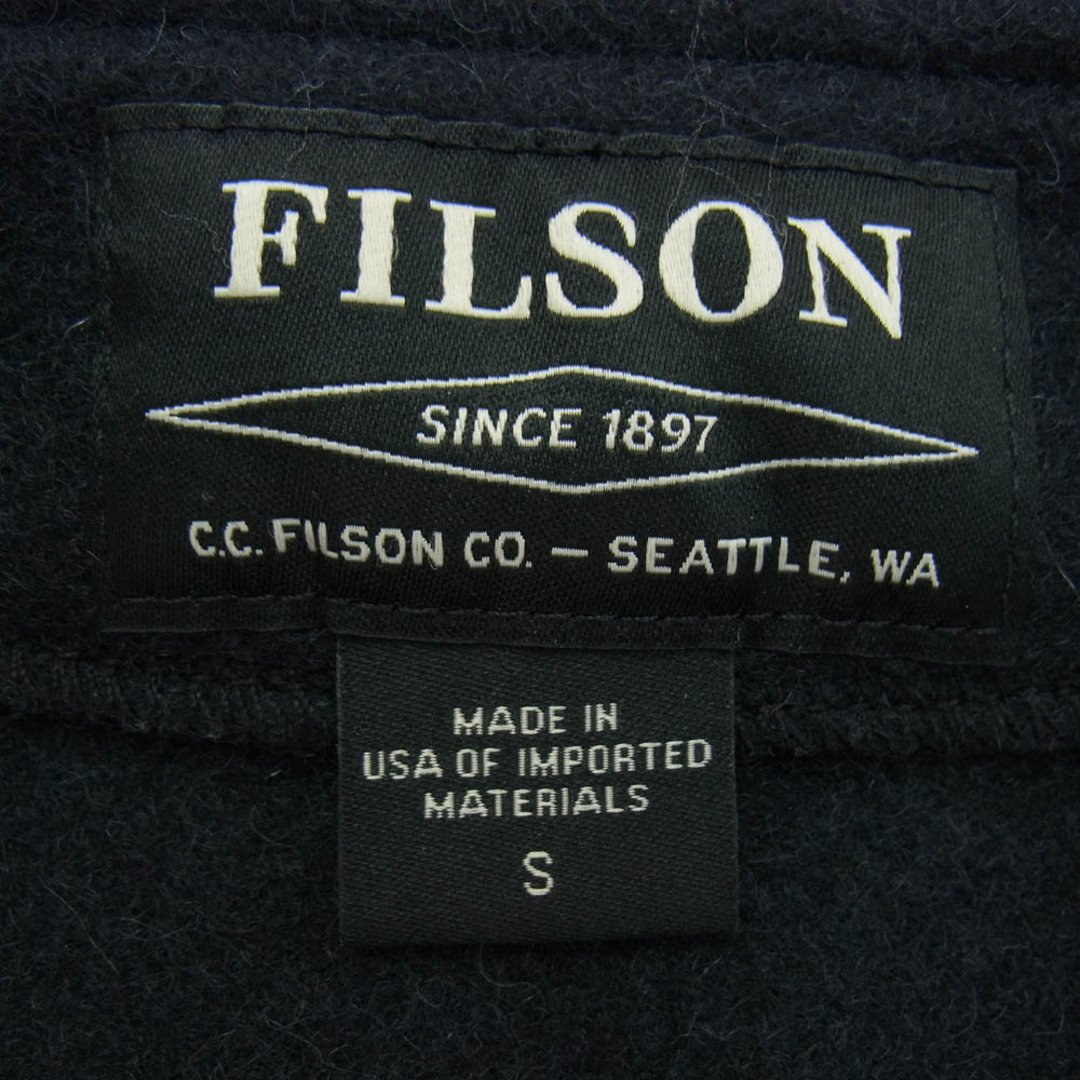 FILSON
SINCE 1897
C.C. FILSON CO. — SEATTLE, WA
MADE IN
USA OF IMPORTED
MATERIALS
S